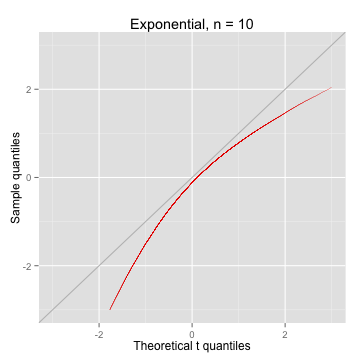 Exponential, n = 10
Sample quantiles
2
0
-2
-2
0
2
Theoretical t quantiles